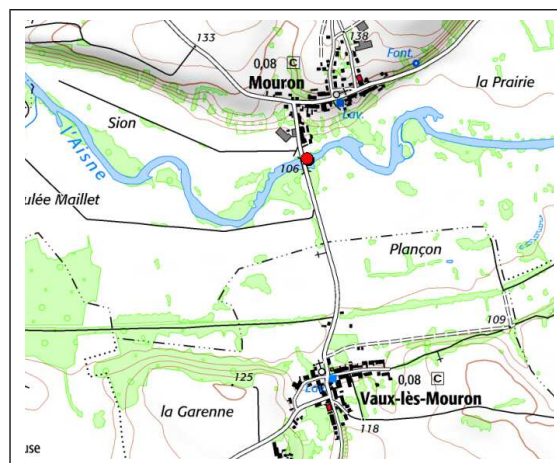 133
138
0,08 C
Font.
Mouron
la Prairie
Lav.
Sion
l'Aisne
106
ulée Maillet
Plançon
109
125
0,08 C
Vaux-lès-Mouron
la Garenne
118
use